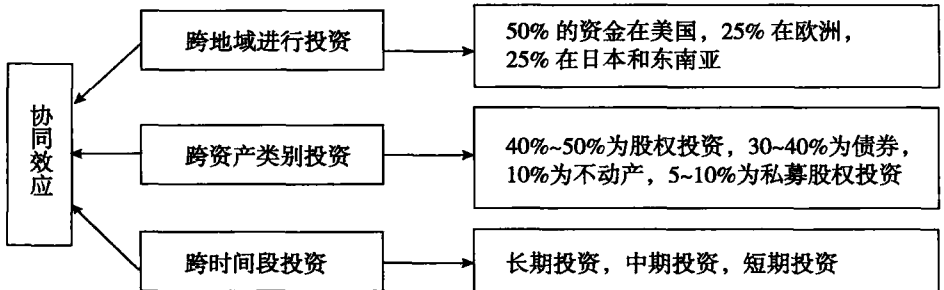 跨地域进行投资
50% 的资金在美国，25% 在欧洲，
25% 在日本和东南亚
协同效应
跨资产类别投资
40%~50%为股权投资，30~40%为债券，
10%为不动产，5~10%为私募股权投资
跨时间段投资
长期投资，中期投资，短期投资